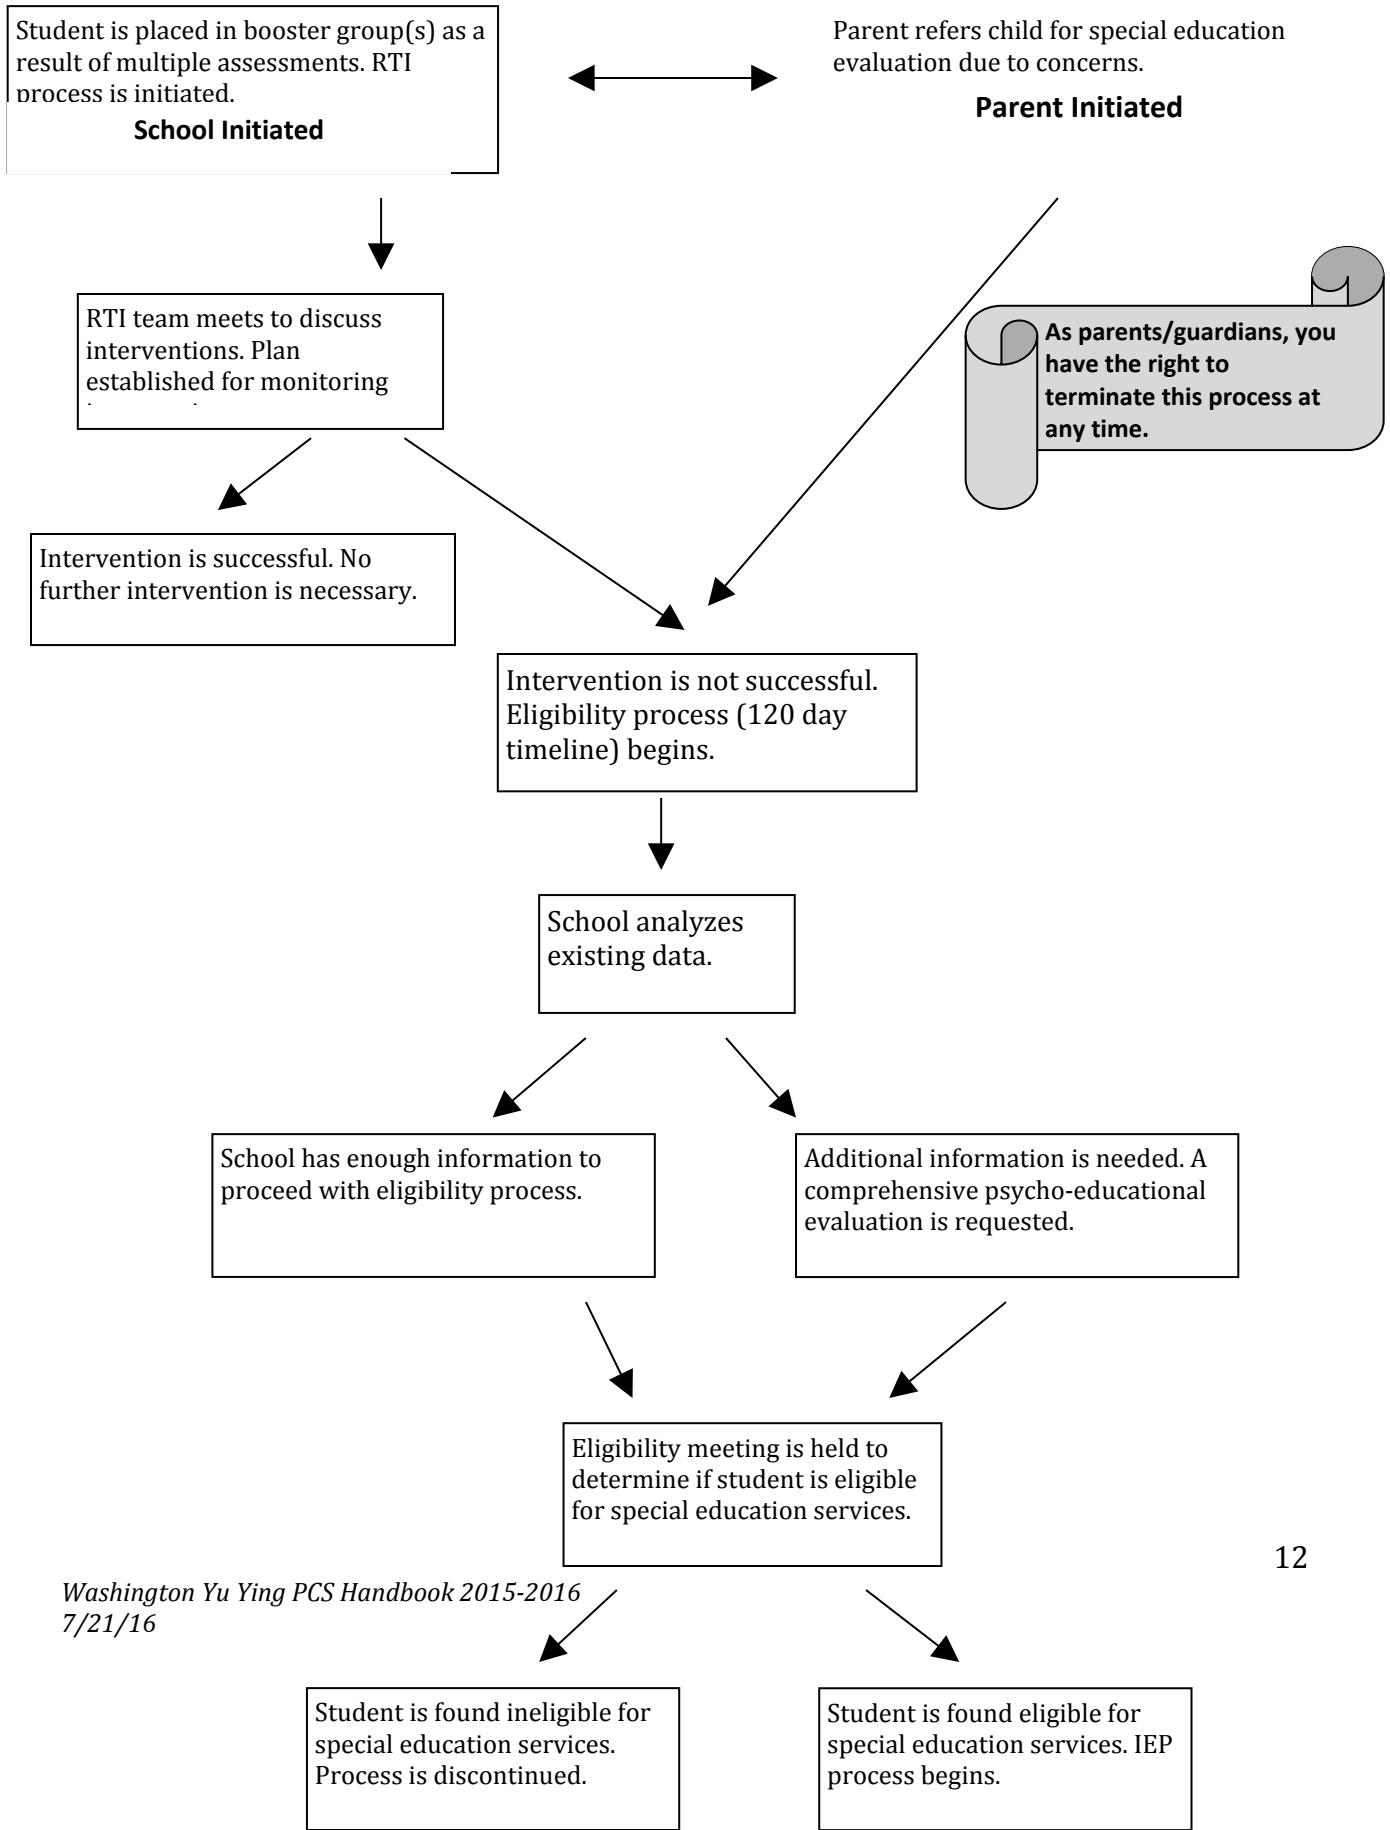 Student is placed in booster group(s) as a
result of multiple assessments. RTI
process is initiated.
School Initiated
Parent refers child for special education
evaluation due to concerns.
Parent Initiated
As parents/guardians, you
have the right to
terminate this process at
any time.
RTI team meets to discuss
interventions. Plan
established for monitoring
Intervention is successful. No
further intervention is necessary.
Intervention is not successful.
Eligibility process (120 day
timeline) begins.
School analyzes
existing data.
School has enough information to
proceed with eligibility process.
Additional information is needed. A
comprehensive psycho-educational
evaluation is requested.
Eligibility meeting is held to
determine if student is eligible
for special education services.
12
Washington Yu Ying PCS Handbook 2015-2016
7/21/16
Student is found ineligible for
special education services.
Process is discontinued.
Student is found eligible for
special education services. IEP
process begins.